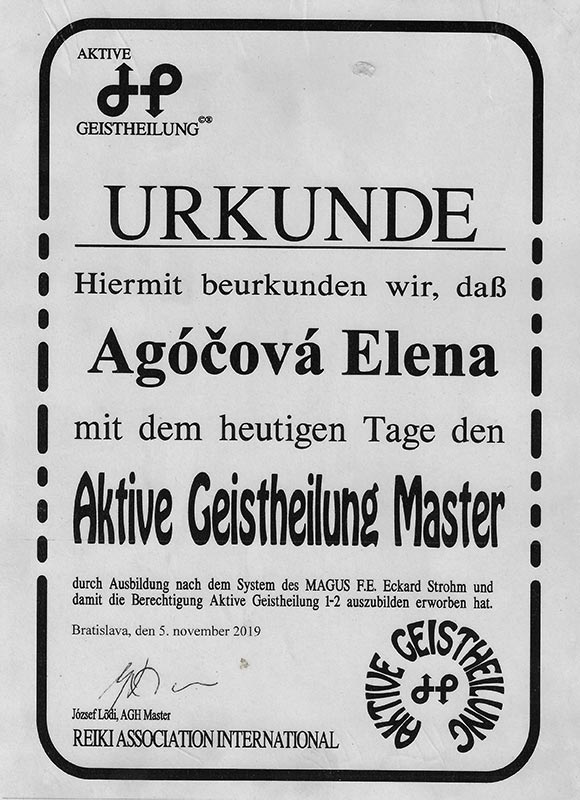 AKTIVE
GEISTHEILUNG©®
URKUNDE
Hiermit beurkunden wir, daß
Agóčová Elena
mit dem heutigen Tage den
Aktive Geistheilung Master
durch Ausbildung nach dem System des MAGUS F.E. Eckard Strohm und
damit die Berechtigung Aktive Geistheilung 1-2 auszubilden erworben hat.
Bratislava, den 5. november 2019
József Lődi, AGH Master
REIKI ASSOCIATION INTERNATIONAL
AKTIVE GEISTHEILUNG